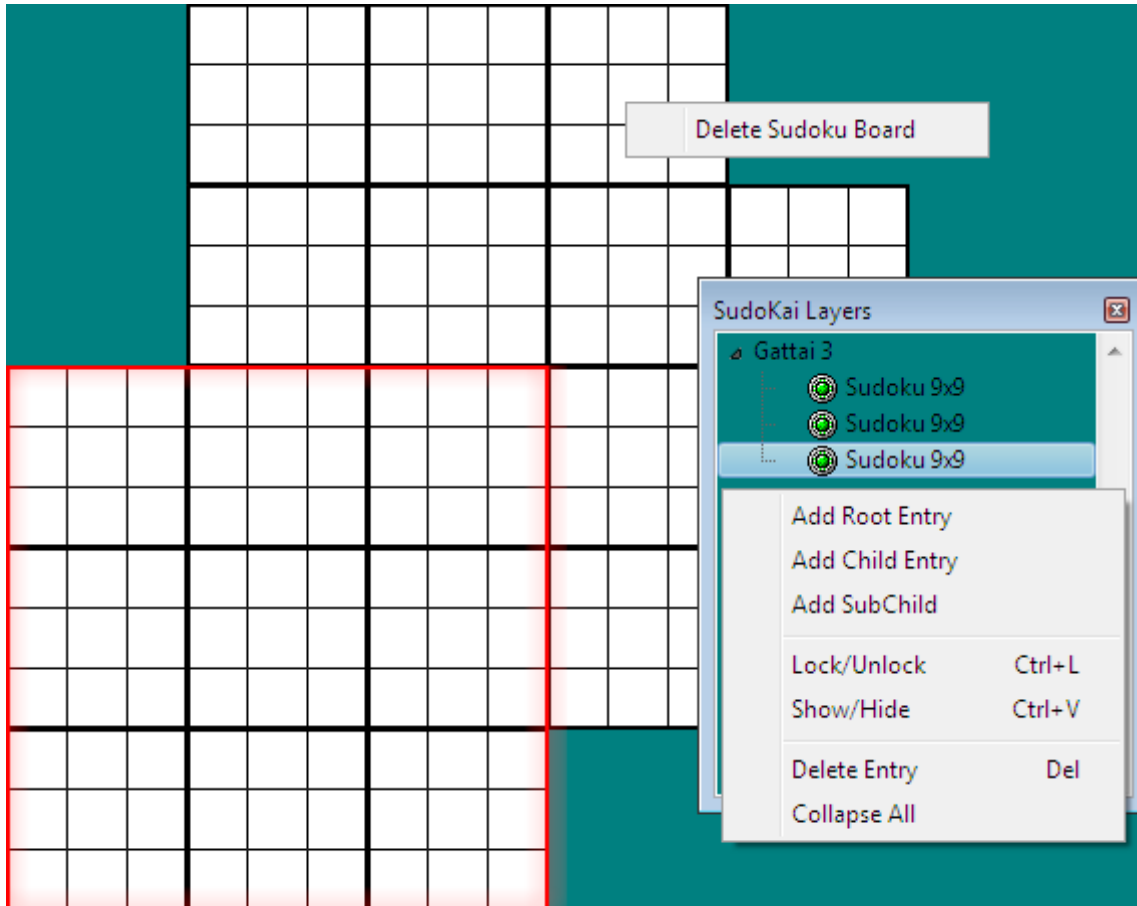 Delete Sudoku Board
SudoKai Layers
Gattai 3
Sudoku 9x9
Sudoku 9x9
Sudoku 9x9
Add Root Entry
Add Child Entry
Add SubChild
Lock/Unlock Ctrl+L
Show/Hide Ctrl+V
Delete Entry Del
Collapse All